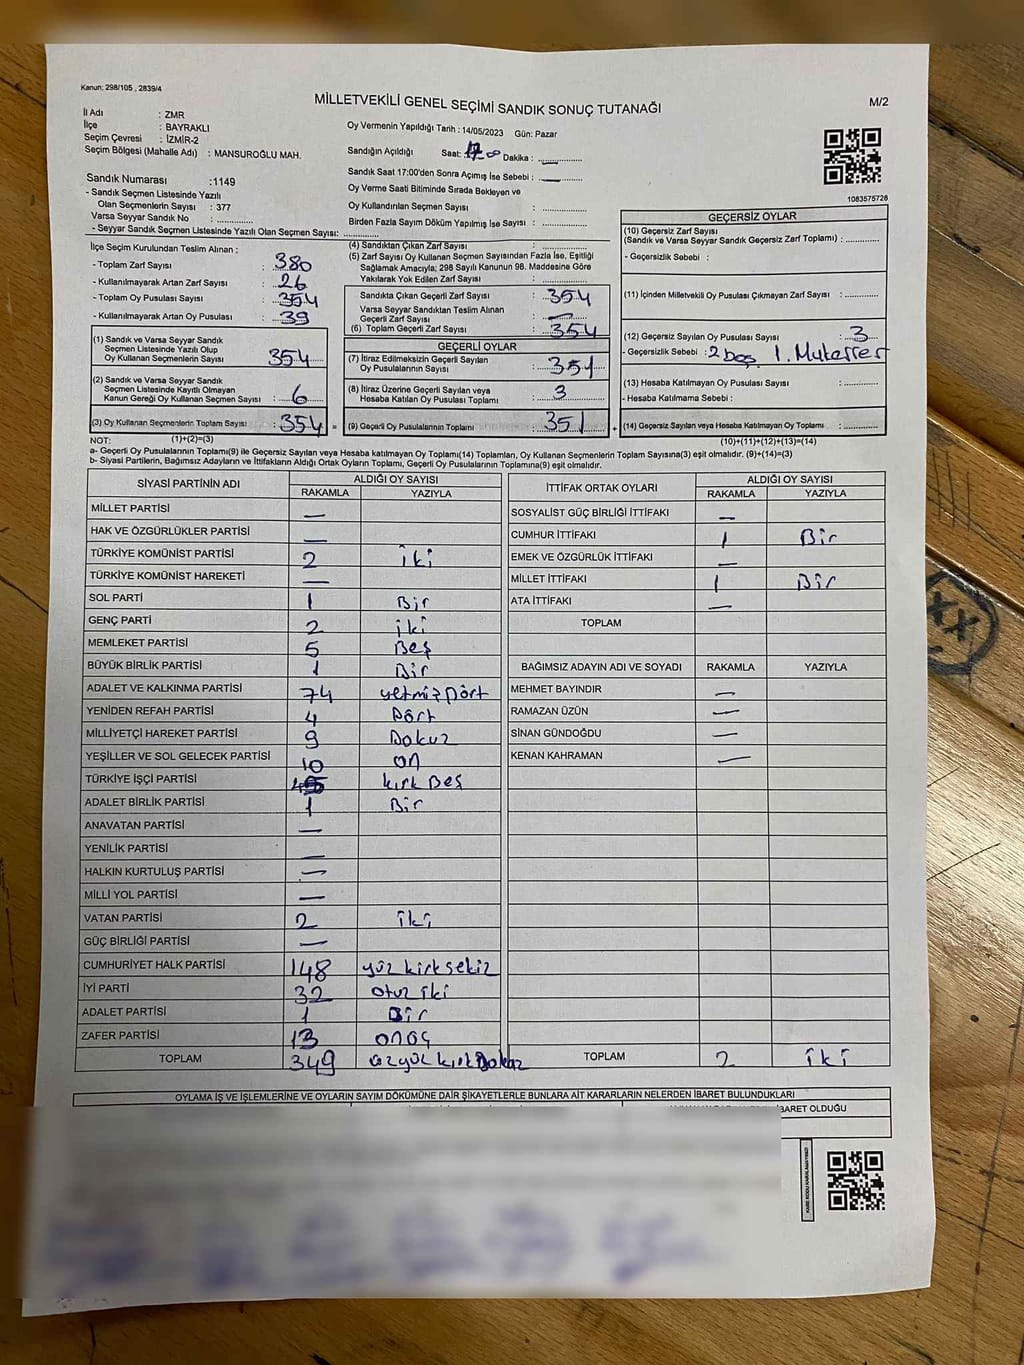 Kanun: 298/105 , 2839/4
MİLLETVEKİLİ GENEL SEÇİMİ SANDIK SONUÇ TUTANAĞI
M/2
İl Adı : ZMR
İlçe : BAYRAKLI
Seçim Çevresi : İZMİR-2
Seçim Bölgesi (Mahalle Adı) : MANSUROĞLU MAH.
Oy Vermenin Yapıldığı Tarih : 14/05/2023 Gün: Pazar
Sandığın Açıldığı Saat: Dakika :
Sandık Saat 17:00'den Sonra Açımış İse Sebebi :
Oy Verme Saati Bitiminde Sırada Bekleyen ve
Oy Kullandırılan Seçmen Sayısı :
Birden Fazla Sayım Döküm Yapılmış İse Sayısı :
1083575728
Sandık Numarası :1149
- Sandık Seçmen Listesinde Yazılı
Olan Seçmenlerin Sayısı : 377
Varsa Seyyar Sandık No :
- Seyyar Sandık Seçmen Listesinde Yazılı Olan Seçmen Sayısı:
İlçe Seçim Kurulundan Teslim Alınan ;
- Toplam Zarf Sayısı : 380
- Kullanılmayarak Artan Zarf Sayısı : 26
- Toplam Oy Pusulası Sayısı : 354
- Kullanılmayarak Artan Oy Pusulası : 39
(1) Sandık ve Varsa Seyyar Sandık
Seçmen Listesinde Yazılı Olup
Oy Kullanan Seçmenlerin Sayısı 354
(2) Sandık ve Varsa Seyyar Sandık
Seçmen Listesinde Kayıtlı Olmayan
Kanun Gereği Oy Kullanan Seçmen Sayısı : 6
(3) Oy Kullanan Seçmenlerin Toplam Sayısı : 354 =
(4) Sandıktan Çıkan Zarf Sayısı :
(5) Zarf Sayısı Oy Kullanan Seçmen Sayısından Fazla İse, Eşitliği
Sağlamak Amacıyla; 298 Sayılı Kanunun 98. Maddesine Göre
Yakılarak Yok Edilen Zarf Sayısı :
Sandıkta Çıkan Geçerli Zarf Sayısı : 354
Varsa Seyyar Sandıktan Teslim Alınan
Geçerli Zarf Sayısı : —
(6) Toplam Geçerli Zarf Sayısı : 354
GEÇERLİ OYLAR
(7) İtiraz Edilmeksizin Geçerli Sayılan
Oy Pusulalarının Sayısı : 351
(8) İtiraz Üzerine Geçerli Sayılan veya
Hesaba Katılan Oy Pusulası Toplamı : 3
(9) Geçerli Oy Pusulalarının Toplamı : 351 +
GEÇERSİZ OYLAR
(10) Geçersiz Zarf Sayısı
(Sandık ve Varsa Seyyar Sandık Geçersiz Zarf Toplamı) :
- Geçersizlik Sebebi :
(11) İçinden Milletvekili Oy Pusulası Çıkmayan Zarf Sayısı :
(12) Geçersiz Sayılan Oy Pusulası Sayısı : 3
- Geçersizlik Sebebi : 2 boş 1. Mukerrer
(13) Hesaba Katılmayan Oy Pusulası Sayısı :
- Hesaba Katılmama Sebebi :
(14) Geçersiz Sayılan veya Hesaba Katılmayan Oy Toplamı :
NOT: (1)+(2)=(3)
(10)+(11)+(12)+(13)=(14)
a- Geçerli Oy Pusulalarının Toplamı(9) ile Geçersiz Sayılan veya Hesaba Katılmayan Oy Toplamı(14) Toplamları, Oy Kullanan Seçmenlerin Toplam Sayısına(3) eşit olmalıdır. (9)+(14)=(3)
b- Siyasi Partilerin, Bağımsız Adayların ve İttifakların Aldığı Ortak Oyların Toplamı, Geçerli Oy Pusulalarının Toplamına(9) eşit olmalıdır.
SİYASİ PARTİNİN ADI ALDIĞI OY SAYISI
RAKAMLA YAZIYLA
MİLLET PARTİSİ —
HAK VE ÖZGÜRLÜKLER PARTİSİ —
TÜRKİYE KOMÜNİST PARTİSİ 2 iki
TÜRKİYE KOMÜNİST HAREKETİ —
SOL PARTİ 1 Bir
GENÇ PARTİ 2 iki
MEMLEKET PARTİSİ 5 Beş
BÜYÜK BİRLİK PARTİSİ 1 Bir
ADALET VE KALKINMA PARTİSİ 74 yetmiş Dört
YENİDEN REFAH PARTİSİ 4 Dört
MİLLİYETÇİ HAREKET PARTİSİ 9 Dokuz
YEŞİLLER VE SOL GELECEK PARTİSİ 10 on
TÜRKİYE İŞÇİ PARTİSİ 45 kırk Beş
ADALET BİRLİK PARTİSİ 1 Bir
ANAVATAN PARTİSİ —
YENİLİK PARTİSİ —
HALKIN KURTULUŞ PARTİSİ —
MİLLİ YOL PARTİSİ —
VATAN PARTİSİ 2 iki
GÜÇ BİRLİĞİ PARTİSİ —
CUMHURİYET HALK PARTİSİ 148 yüz kırk sekiz
İYİ PARTİ 32 otuz iki
ADALET PARTİSİ 1 Bir
ZAFER PARTİSİ 13 onüç
TOPLAM 349 üçyüz kırk Dokuz
İTTİFAK ORTAK OYLARI ALDIĞI OY SAYISI
RAKAMLA YAZIYLA
SOSYALİST GÜÇ BİRLİĞİ İTTİFAKI —
CUMHUR İTTİFAKI 1 Bir
EMEK VE ÖZGÜRLÜK İTTİFAKI —
MİLLET İTTİFAKI 1 Bir
ATA İTTİFAKI —
TOPLAM
BAĞIMSIZ ADAYIN ADI VE SOYADI RAKAMLA YAZIYLA
MEHMET BAYINDIR —
RAMAZAN ÜZÜN —
SİNAN GÜNDOĞDU —
KENAN KAHRAMAN —
TOPLAM 2 iki
OYLAMA İŞ VE İŞLEMLERİNE VE OYLARIN SAYIM DÖKÜMÜNE DAİR ŞİKAYETLERLE BUNLARA AİT KARARLARIN NELERDEN İBARET BULUNDUKLARI
İBARET OLDUĞU